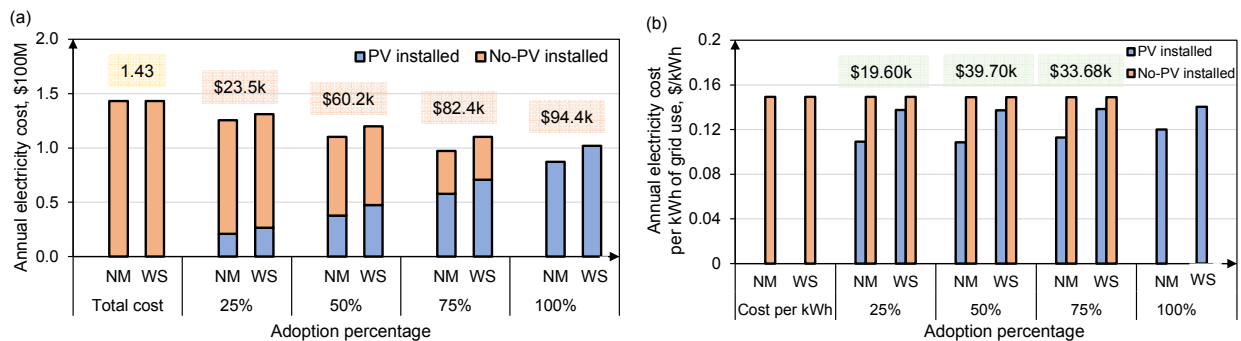 (a)
Annual electricity cost, $100M
2.0
1.5
1.0
0.5
0.0
PV installed No-PV installed
1.43
$23.5k
$60.2k
$82.4k
$94.4k
NM WS NM WS NM WS NM WS NM WS
Total cost 25% 50% 75% 100%
Adoption percentage
(b)
Annual electricity cost
per kWh of grid use, $/kWh
0.2
0.16
0.12
0.08
0.04
0
PV installed
No-PV installed
$19.60k $39.70k $33.68k
NM WS NM WS NM WS NM WS NM WS
Cost per kWh 25% 50% 75% 100%
Adoption percentage